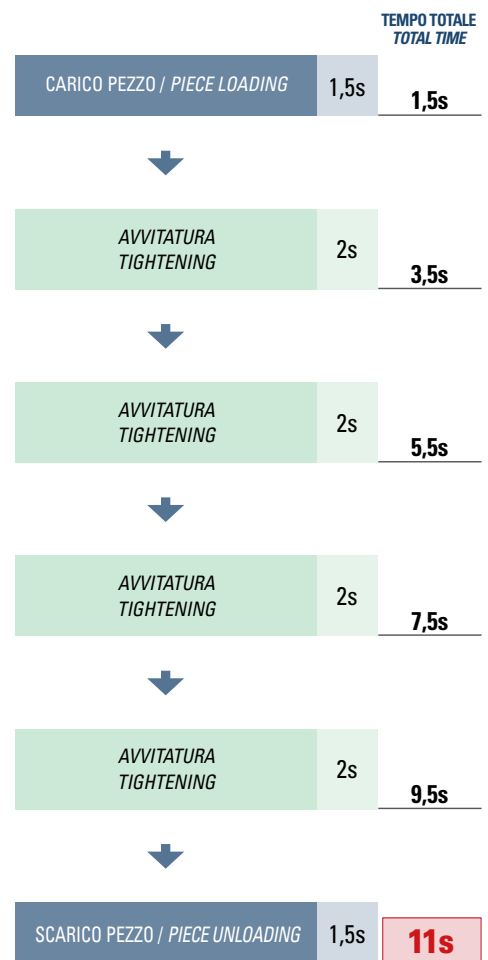 TEMPO TOTALE
TOTAL TIME
CARICO PEZZO / PIECE LOADING 1,5s
1,5s
AVVITATURA
TIGHTENING
2s
3,5s
AVVITATURA
TIGHTENING
2s
5,5s
AVVITATURA
TIGHTENING
2s
7,5s
AVVITATURA
TIGHTENING
2s
9,5s
SCARICO PEZZO / PIECE UNLOADING 1,5s
11s